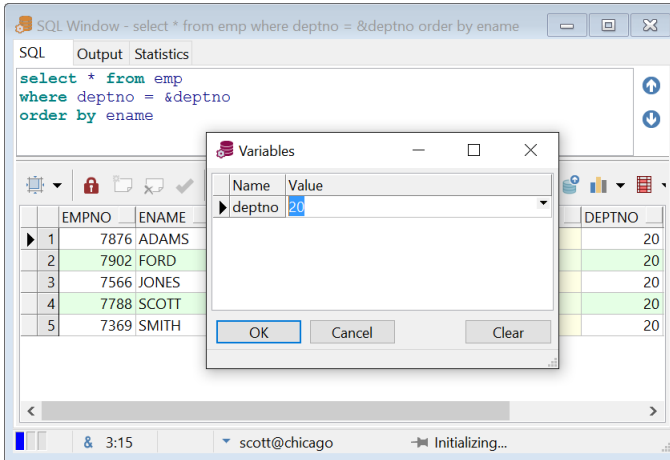 SQL Window - select * from emp where deptno = &deptno order by ename
SQL Output Statistics
select * from emp
where deptno = &deptno
order by ename
Variables
Name Value
deptno 20
OK Cancel Clear
EMPNO ENAME DEPTNO
1 7876 ADAMS 20
2 7902 FORD 20
3 7566 JONES 20
4 7788 SCOTT 20
5 7369 SMITH 20
& 3:15 scott@chicago Initializing...